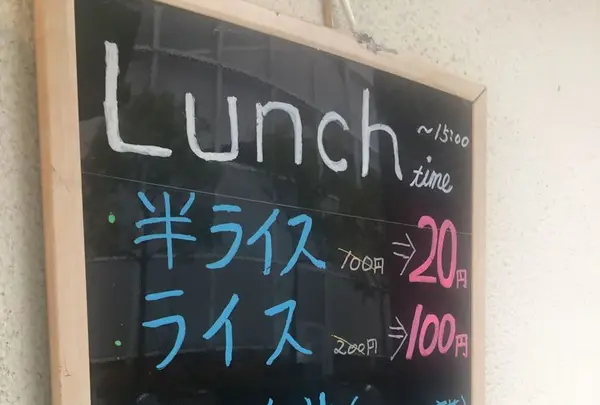 Lunch time ~15:00
半ライス 100円 ⇒ 20円
ライス 200円 ⇒ 100円